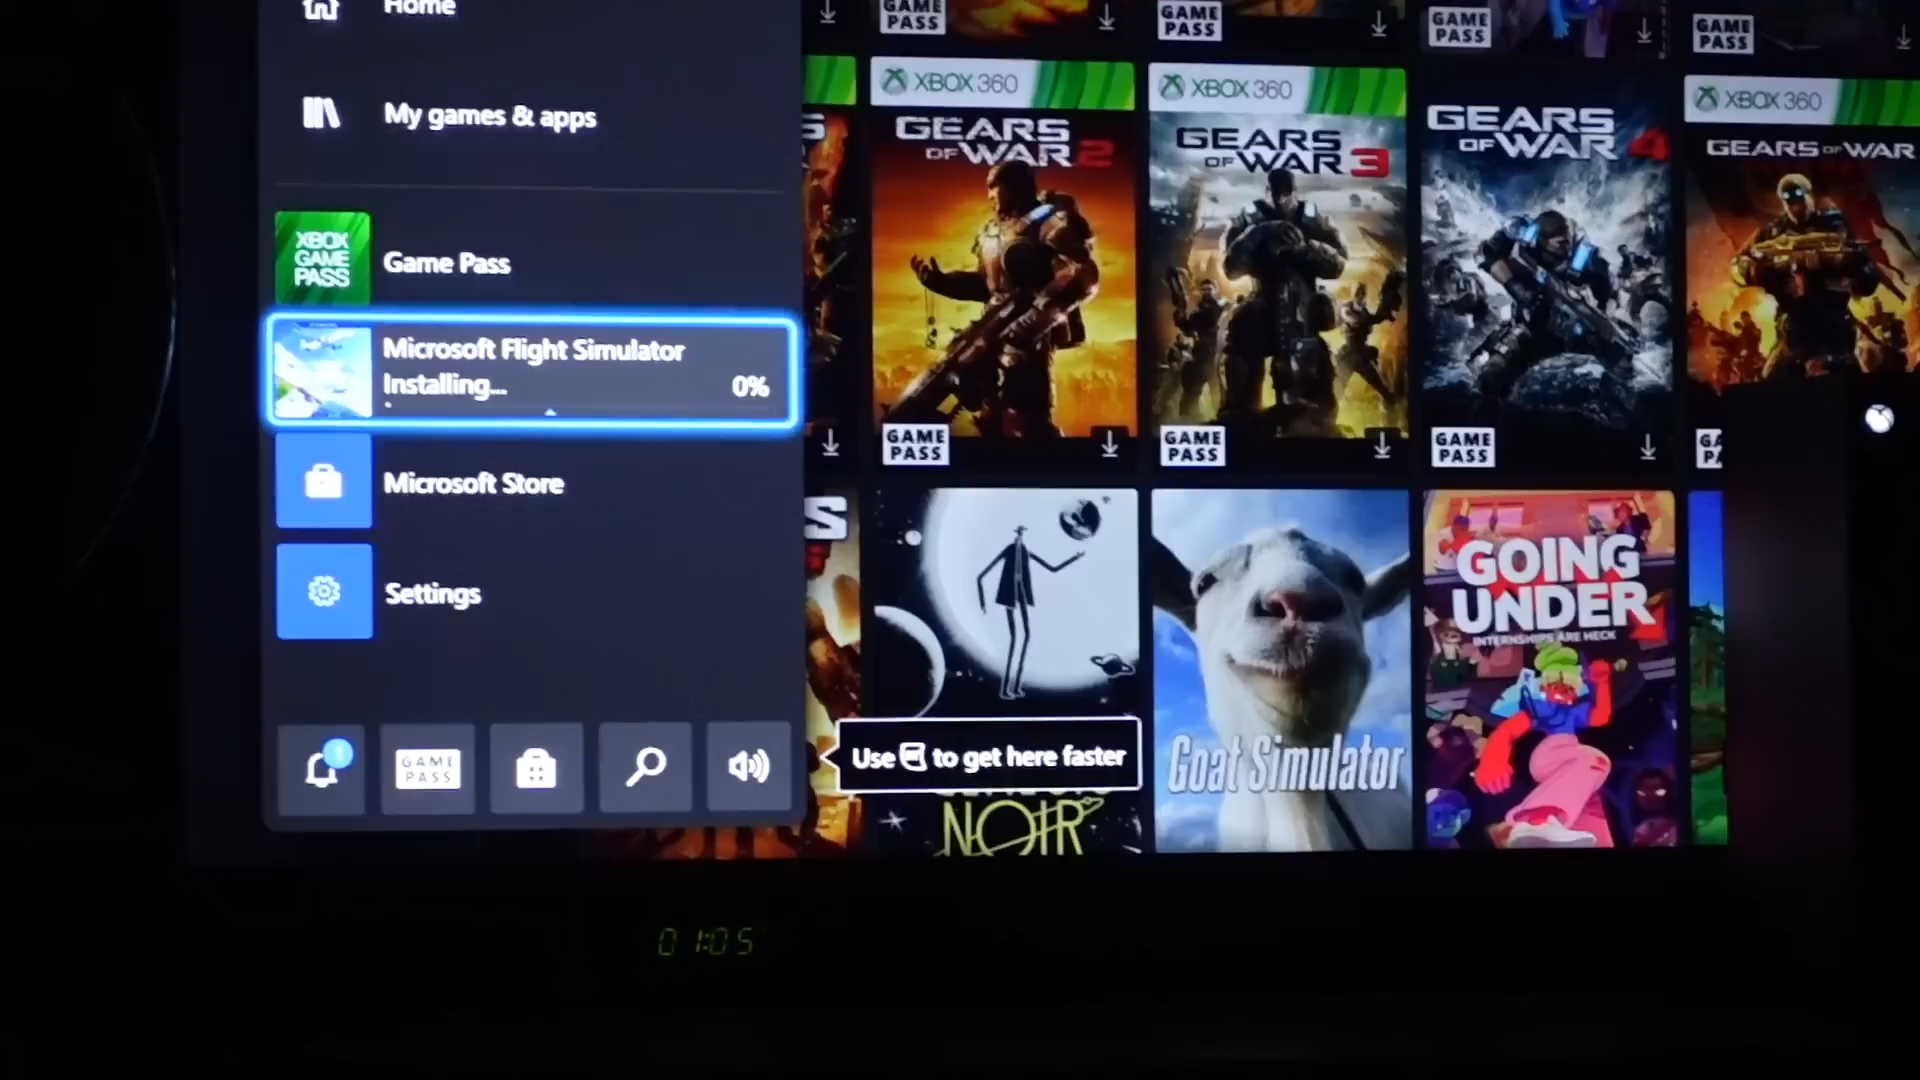 Home
My games & apps
XBOX
GAME
PASS
Game Pass
Microsoft Flight Simulator
Installing...
0%
Microsoft Store
Settings
1
GAME
PASS
Use to get here faster
GAME
PASS
GAME
PASS
GAME
PASS
GAME
PASS
XBOX 360
GEARS
OF WAR 2
GAME
PASS
XBOX 360
GEARS
OF WAR 3
GAME
PASS
GEARS
OF WAR 4
GAME
PASS
XBOX 360
GEARS OF WAR
NOIR
Goat Simulator
GOING
UNDER
INTERNSHIPS ARE HECK
01:05